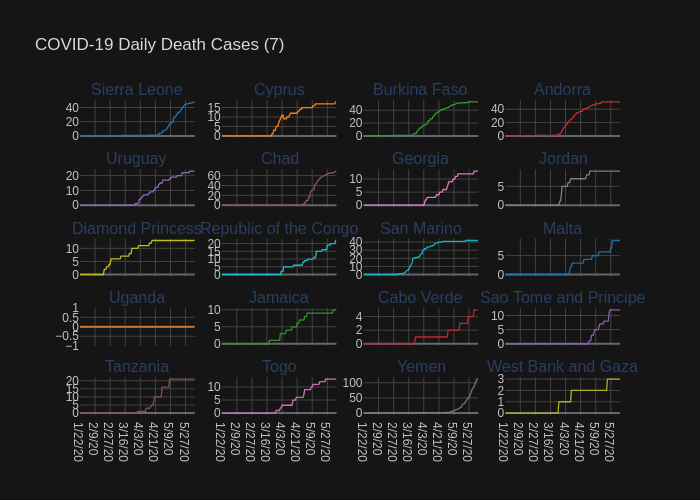 COVID-19 Daily Death Cases (7)
Sierra Leone Cyprus Burkina Faso Andorra
40 20 0 15 10 5 0 40 20 0 40 20 0
Uruguay Chad Georgia Jordan
20 10 0 60 40 20 0 10 5 0 5 0
Diamond Princess Republic of the Congo San Marino Malta
10 5 0 20 15 10 5 0 40 30 20 10 0 5 0
Uganda Jamaica Cabo Verde Sao Tome and Principe
1 0.5 0 −0.5 −1 10 5 0 4 2 0 10 5 0
Tanzania Togo Yemen West Bank and Gaza
20 15 10 5 0 10 5 0 100 50 0 3 2 1 0
1/22/20 2/9/20 2/27/20 3/16/20 4/3/20 4/21/20 5/9/20 5/27/20 1/22/20 2/9/20 2/27/20 3/16/20 4/3/20 4/21/20 5/9/20 5/27/20 1/22/20 2/9/20 2/27/20 3/16/20 4/3/20 4/21/20 5/9/20 5/27/20 1/22/20 2/9/20 2/27/20 3/16/20 4/3/20 4/21/20 5/9/20 5/27/20